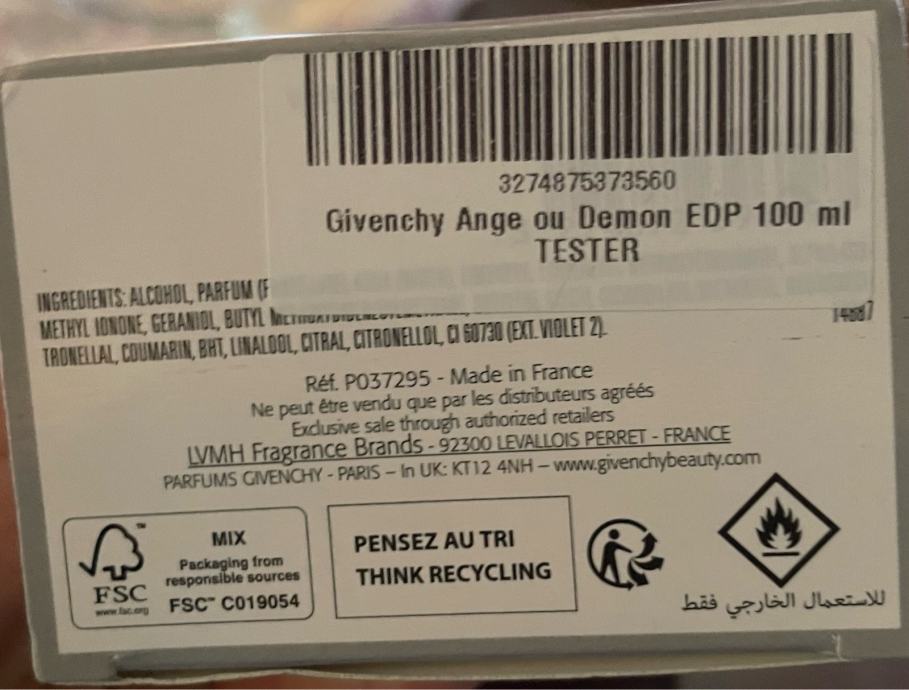 3274875373560
Givenchy Ange ou Demon EDP 100 ml
TESTER
INGREDIENTS: ALCOHOL, PARFUM (F
METHYL IONONE, GERANIOL, BUTYL
TRONELLAL, COUMARIN, BHT, LINALOOL, CITRAL, CITRONELLOL, CI 60730 (EXT. VIOLET 2).
Réf. P037295 - Made in France
Ne peut être vendu que par les distributeurs agréés
Exclusive sale through authorized retailers
LVMH Fragrance Brands - 92300 LEVALLOIS PERRET - FRANCE
PARFUMS GIVENCHY - PARIS – In UK: KT12 4NH – www.givenchybeauty.com
FSC
www.fsc.org
MIX
Packaging from
responsible sources
FSC™ C019054
PENSEZ AU TRI
THINK RECYCLING
للاستعمال الخارجي فقط